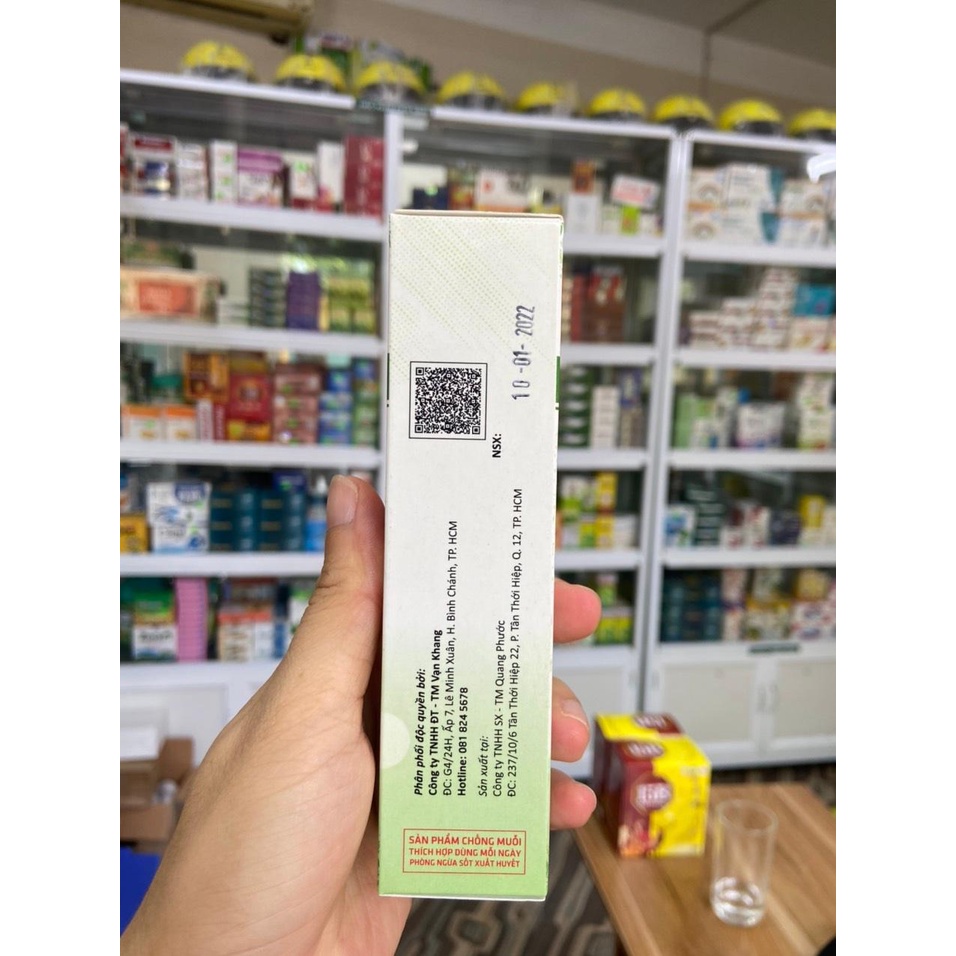 Phân phối độc quyền bởi:
Công ty TNHH ĐT - TM Vạn Khang
ĐC: G4/24H, Ấp 7, Lê Minh Xuân, H. Bình Chánh, TP. HCM
Hotline: 081 824 5678
Sản xuất tại:
Công ty TNHH SX - TM Quang Phước
ĐC: 237/10/6 Tân Thới Hiệp 22, P. Tân Thới Hiệp, Q. 12, TP. HCM
NSX:
10 -01- 2022
SẢN PHẨM CHỐNG MUỖI
THÍCH HỢP DÙNG MỖI NGÀY
PHÒNG NGỪA SỐT XUẤT HUYẾT